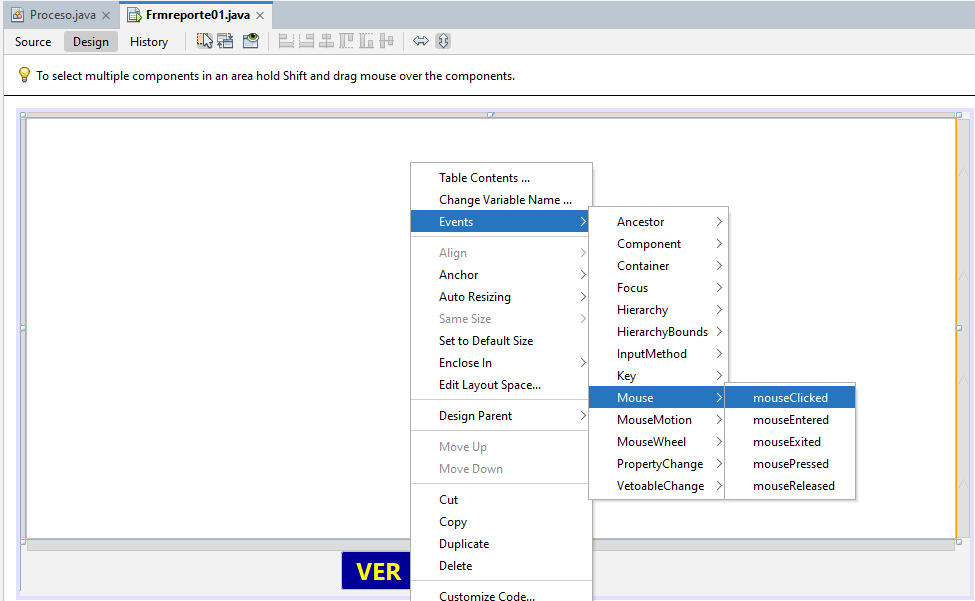 Proceso.java
Frmreporte01.java
Source
Design
History
To select multiple components in an area hold Shift and drag mouse over the components.
Table Contents ...
Change Variable Name ...
Events
Align
Anchor
Auto Resizing
Same Size
Set to Default Size
Enclose In
Edit Layout Space...
Design Parent
Move Up
Move Down
Cut
Copy
Duplicate
Delete
Customize Code...
Ancestor
Component
Container
Focus
Hierarchy
HierarchyBounds
InputMethod
Key
Mouse
MouseMotion
MouseWheel
PropertyChange
VetoableChange
mouseClicked
mouseEntered
mouseExited
mousePressed
mouseReleased
VER